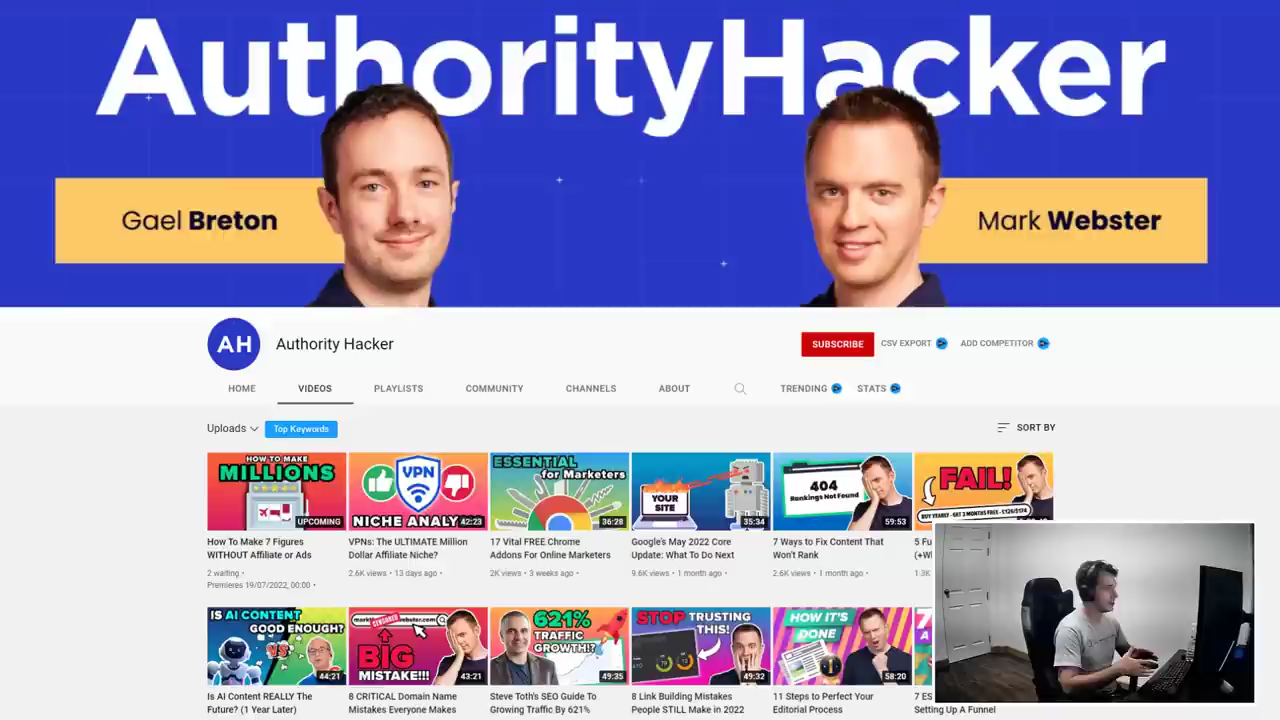 AuthorityHacker
Gael Breton
Mark Webster
AH
Authority Hacker
SUBSCRIBE
CSV EXPORT
ADD COMPETITOR
HOME
VIDEOS
PLAYLISTS
COMMUNITY
CHANNELS
ABOUT
TRENDING
STATS
Uploads
Top Keywords
SORT BY
HOW TO MAKE
MILLIONS
UPCOMING
How To Make 7 Figures
WITHOUT Affiliate or Ads
2 waiting •
Premieres 19/07/2022, 00:00 •
VPN
NICHE ANALY
42:23
VPNs: The ULTIMATE Million
Dollar Affiliate Niche?
2.6K views • 13 days ago •
ESSENTIAL
for Marketers
36:28
17 Vital FREE Chrome
Addons For Online Marketers
2K views • 3 weeks ago •
YOUR
SITE
35:34
Google's May 2022 Core
Update: What To Do Next
9.6K views • 1 month ago •
404
Rankings Not Found
59:53
7 Ways to Fix Content That
Won't Rank
2.6K views • 1 month ago •
FAIL!
5 Fu
(+W
1.3K
IS AI CONTENT
GOOD ENOUGH?
VS
44:21
Is AI Content REALLY The
Future? (1 Year Later)
CENSORED
BIG
MISTAKE!!!
43:21
8 CRITICAL Domain Name
Mistakes Everyone Makes
621%
TRAFFIC
GROWTH!?
49:35
Steve Toth's SEO Guide To
Growing Traffic By 621%
STOP TRUSTING
THIS!
49:32
8 Link Building Mistakes
People STILL Make in 2022
HOW IT'S
DONE
58:20
11 Steps to Perfect Your
Editorial Process
7
A
7 ES
Setting Up A Funnel